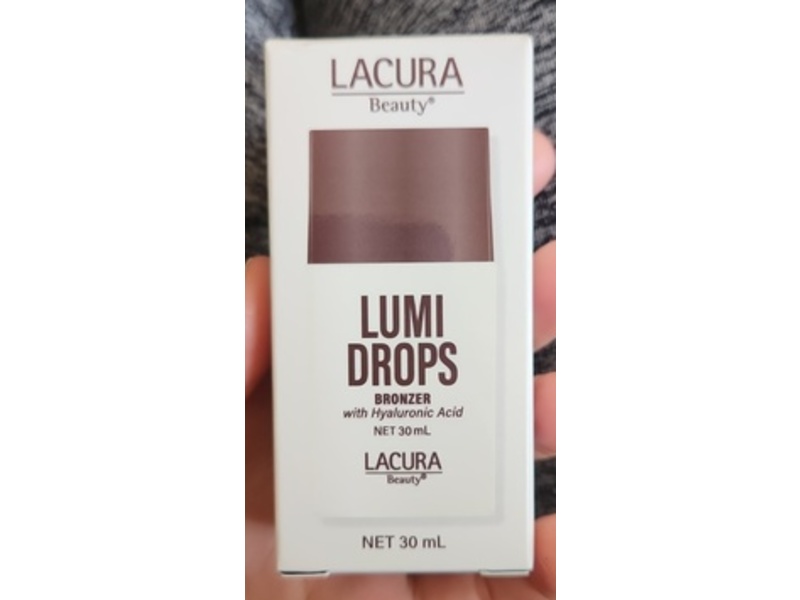 LACURA
Beauty®
LUMI
DROPS
BRONZER
with Hyaluronic Acid
NET 30 mL
LACURA
Beauty®
NET 30 mL